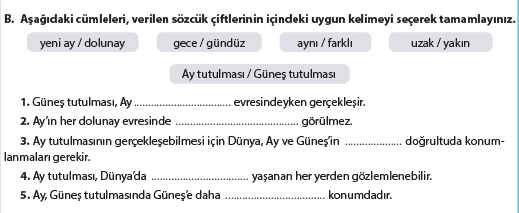 B. Aşağıdaki cümleleri, verilen sözcük çiftlerinin içindeki uygun kelimeyi seçerek tamamlayınız.
yeni ay / dolunay gece / gündüz aynı / farklı uzak / yakın
Ay tutulması / Güneş tutulması
1. Güneş tutulması, Ay ................................ evresindeyken gerçekleşir.
2. Ay’ın her dolunay evresinde ......................................... görülmez.
3. Ay tutulmasının gerçekleşebilmesi için Dünya, Ay ve Güneş’in ................... doğrultuda konum-
lanmaları gerekir.
4. Ay tutulması, Dünya’da ................................ yaşanan her yerden gözlemlenebilir.
5. Ay, Güneş tutulmasında Güneş’e daha ................................. konumdadır.